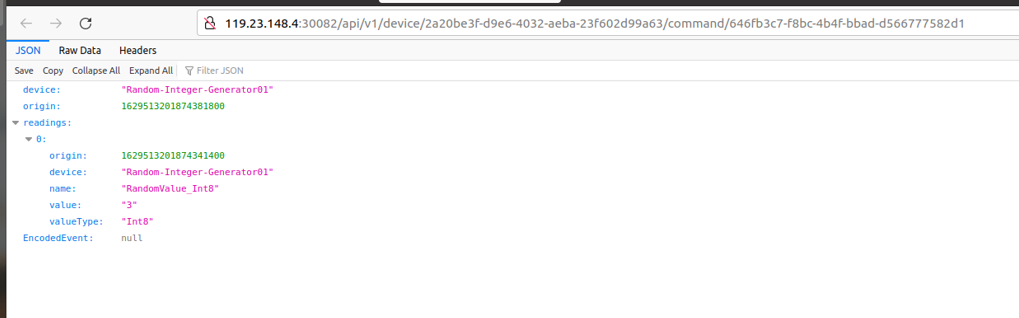 119.23.148.4:30082/api/v1/device/2a20be3f-d9e6-4032-aeba-23f602d99a63/command/646fb3c7-f8bc-4b4f-bbad-d566777582d1
JSON Raw Data Headers
Save Copy Collapse All Expand All Filter JSON
device: "Random-Integer-Generator01"
origin: 1629513201874381800
readings:
0:
origin: 1629513201874341400
device: "Random-Integer-Generator01"
name: "RandomValue_Int8"
value: "3"
valueType: "Int8"
EncodedEvent: null